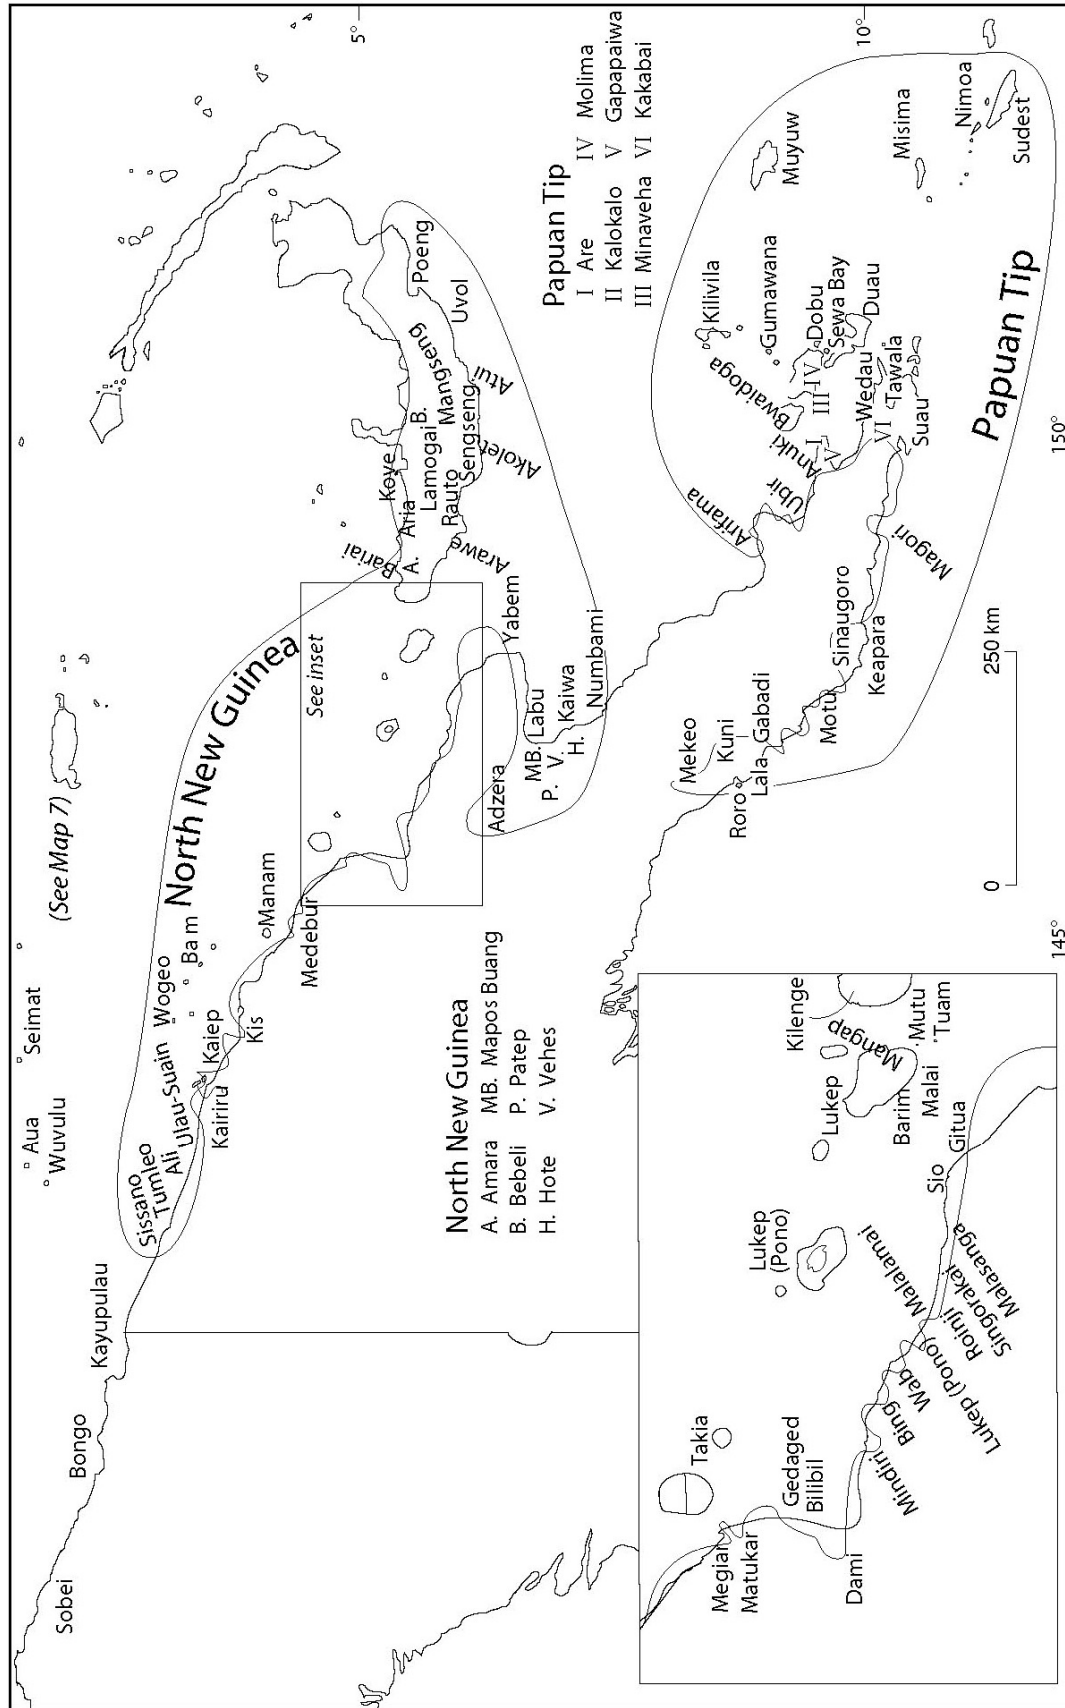 Seimat
Aua
Wuvulu
(See Map 7)
Kayupulau
Bongo
Sobei
North New Guinea
Sissano
Tumleo
Ali
Ulau-Suain
Kairiru
Kaiep
Wogeo
Bam
Kis
Manam
Medebur
See inset
5°
Bariai
Koye
A.
Aria
Lamogai
B.
Mangseng
Rauto
Sengseng
Poeng
Uvol
Atui
Akolet
Arawe
Yabem
Adzera
Labu
MB.
P.
V.
Kaiwa
H.
Numbami
North New Guinea
A. Amara MB. Mapos Buang
B. Bebeli P. Patep
H. Hote V. Vehes
Papuan Tip
I Are IV Molima
II Kalokalo V Gapapaiwa
III Minaveha VI Kakabai
Kilivila
Muyuw
Gumawana
Bwaidoga
Dobu
Sewa Bay
Duau
III
IV
Misima
Nimoa
Sudest
Arifama
Ubir
Anuki
I
V
Wedau
VI
Tawala
Suau
Magori
Sinaugoro
Keapara
Motu
Gabadi
Kuni
Mekeo
Lala
Roro
Papuan Tip
10°
0 250 km
145°
150°
Takia
Megiar
Matukar
Gedaged
Bilibil
Dami
Mindiri
Bing
Wab
Lukep (Pono)
Malalamai
Roinji
Singorakai
Malasanga
Lukep
(Pono)
Lukep
Sio
Gitua
Kilenge
Mangap
Barim
Malai
Mutu
Tuam